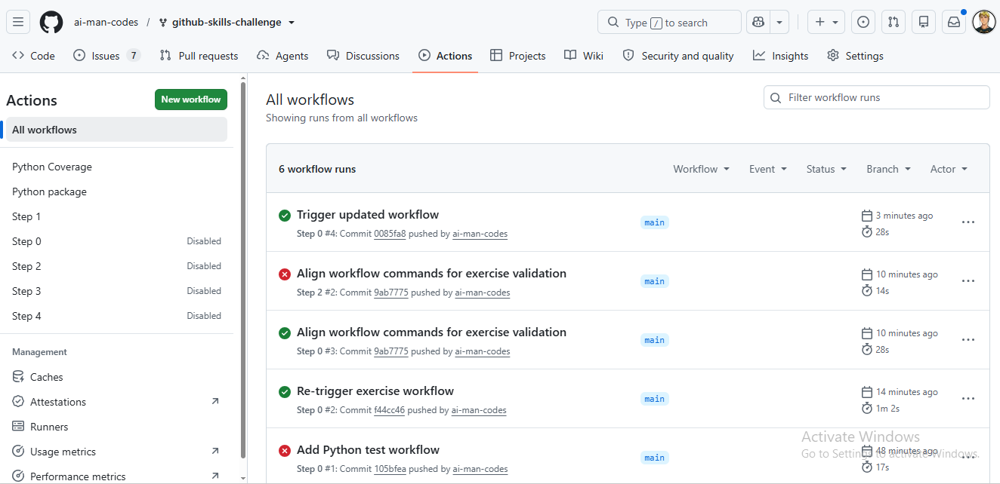 ai-man-codes / github-skills-challenge
Type / to search
Code
Issues 7
Pull requests
Agents
Discussions
Actions
Projects
Wiki
Security and quality
Insights
Settings
Actions
New workflow
All workflows
Python Coverage
Python package
Step 1
Step 0 Disabled
Step 2 Disabled
Step 3 Disabled
Step 4 Disabled
Management
Caches
Attestations
Runners
Usage metrics
Performance metrics
All workflows
Showing runs from all workflows
Filter workflow runs
6 workflow runs
Workflow
Event
Status
Branch
Actor
Trigger updated workflow
Step 0 #4: Commit 0085fa8 pushed by ai-man-codes
main
3 minutes ago
28s
Align workflow commands for exercise validation
Step 2 #2: Commit 9ab7775 pushed by ai-man-codes
main
10 minutes ago
14s
Align workflow commands for exercise validation
Step 0 #3: Commit 9ab7775 pushed by ai-man-codes
main
10 minutes ago
28s
Re-trigger exercise workflow
Step 0 #2: Commit f44cc46 pushed by ai-man-codes
main
14 minutes ago
1m 2s
Add Python test workflow
Step 0 #1: Commit 105bfea pushed by ai-man-codes
main
48 minutes ago
17s
Activate Windows
Go to Settings to activate Windows.